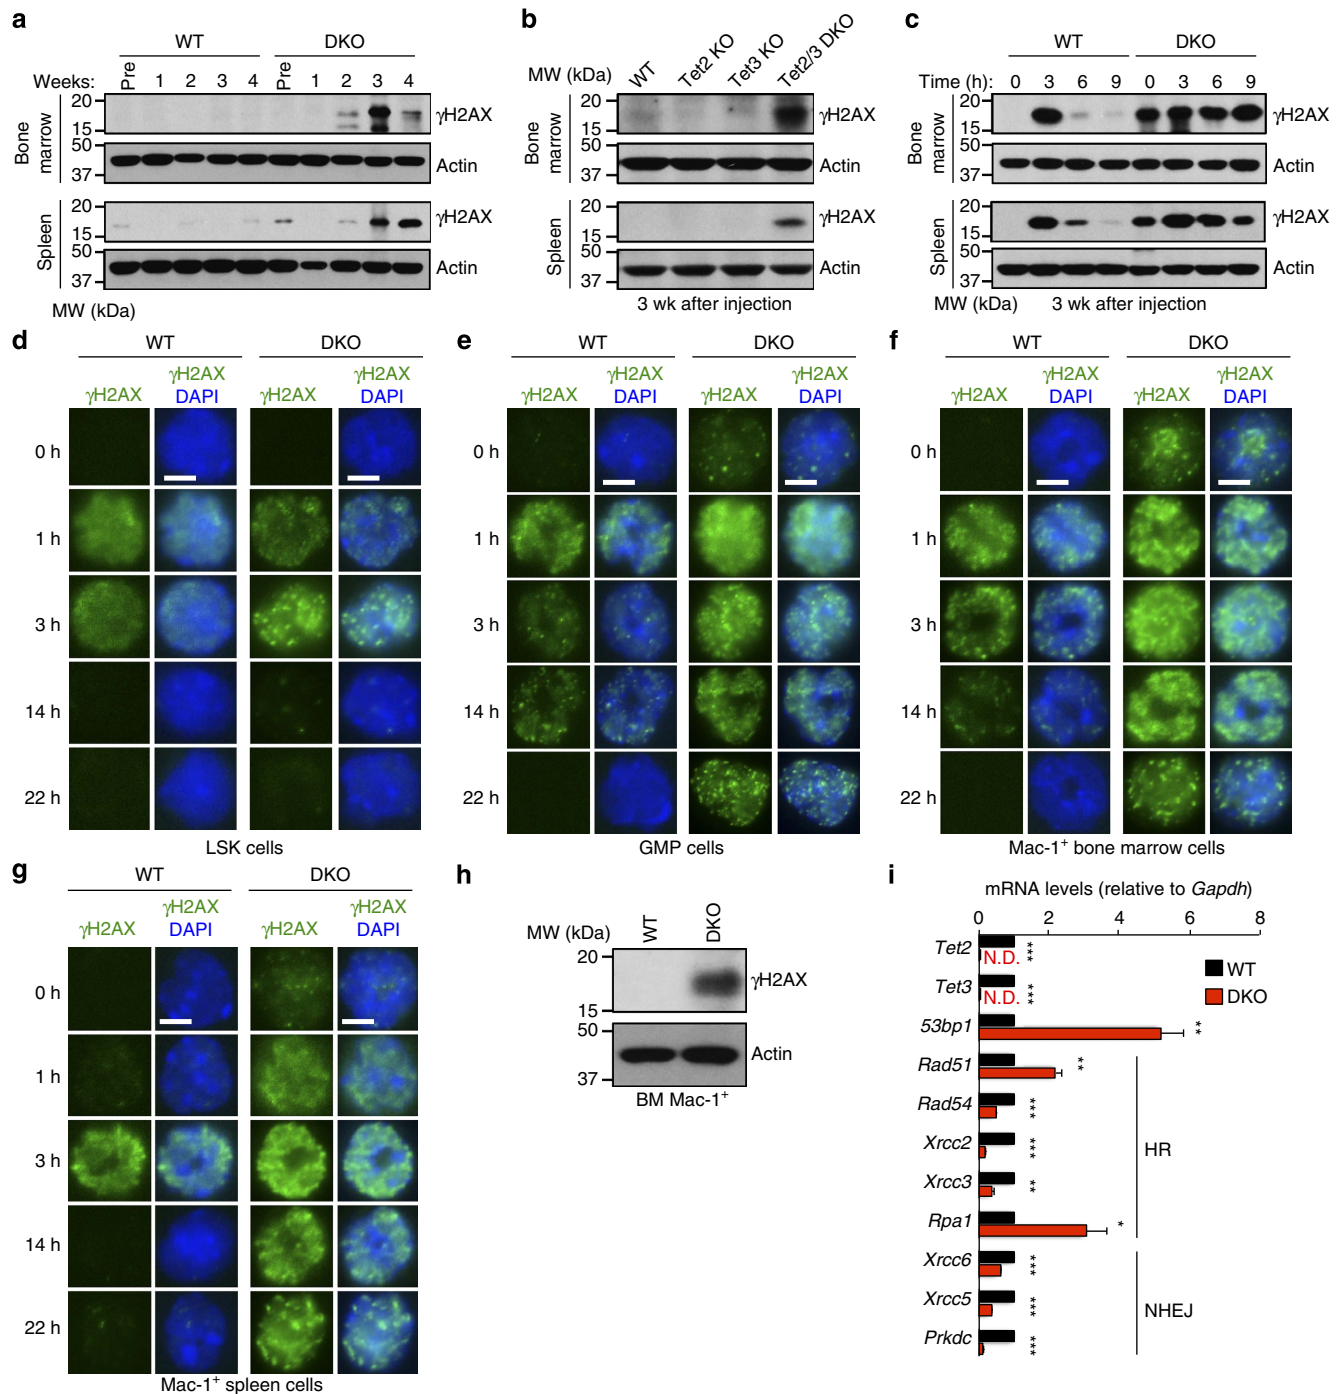 a
WT DKO
Weeks: Pre 1 2 3 4 Pre 1 2 3 4
Bone marrow
20
15
γH2AX
50
37
Actin
Spleen
20
15
γH2AX
50
37
Actin
MW (kDa)
b
MW (kDa) WT Tet2 KO Tet3 KO Tet2/3 DKO
Bone marrow
20
15
γH2AX
50
37
Actin
Spleen
20
15
γH2AX
50
37
Actin
3 wk after injection
c
WT DKO
Time (h): 0 3 6 9 0 3 6 9
Bone marrow
20
15
γH2AX
50
37
Actin
Spleen
20
15
γH2AX
50
37
Actin
MW (kDa) 3 wk after injection
d
WT DKO
γH2AX γH2AX DAPI γH2AX γH2AX DAPI
0 h
1 h
3 h
14 h
22 h
LSK cells
e
WT DKO
γH2AX γH2AX DAPI γH2AX γH2AX DAPI
0 h
1 h
3 h
14 h
22 h
GMP cells
f
WT DKO
γH2AX γH2AX DAPI γH2AX γH2AX DAPI
0 h
1 h
3 h
14 h
22 h
Mac-1+ bone marrow cells
g
WT DKO
γH2AX γH2AX DAPI γH2AX γH2AX DAPI
0 h
1 h
3 h
14 h
22 h
Mac-1+ spleen cells
h
MW (kDa) WT DKO
20
15
γH2AX
50
37
Actin
BM Mac-1+
i
mRNA levels (relative to Gapdh)
0 2 4 6 8
WT
DKO
Tet2 N.D. ***
Tet3 N.D. ***
53bp1 **
Rad51 **
Rad54 ***
Xrcc2 ***
Xrcc3 **
Rpa1 *
HR
Xrcc6 ***
Xrcc5 ***
Prkdc ***
NHEJ